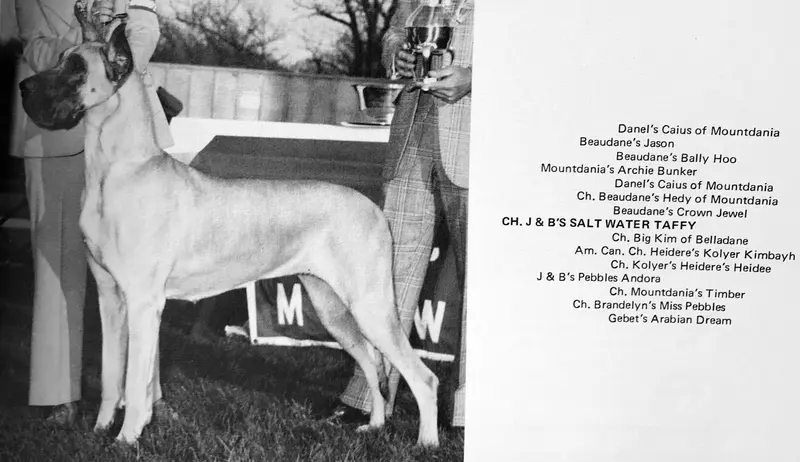 Danel's Caius of Mountdania
Beaudane's Jason
Beaudane's Bally Hoo
Mountdania's Archie Bunker
Danel's Caius of Mountdania
Ch. Beaudane's Hedy of Mountdania
Beaudane's Crown Jewel
CH. J & B'S SALT WATER TAFFY
Ch. Big Kim of Belladane
Am. Can. Ch. Heidere's Kolyer Kimbayh
Ch. Kolyer's Heidere's Heidee
J & B's Pebbles Andora
Ch. Mountdania's Timber
Ch. Brandelyn's Miss Pebbles
Gebet's Arabian Dream